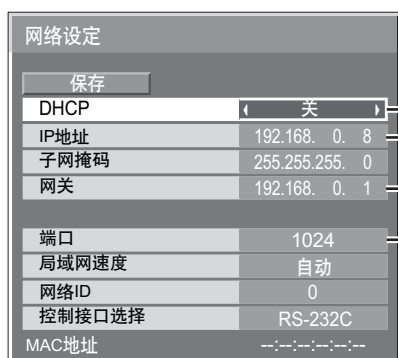 网络设定
保存
DHCP 关
IP地址 192.168. 0. 8
子网掩码 255.255.255. 0
网关 192.168. 0. 1
端口 1024
局域网速度 自动
网络ID 0
控制接口选择 RS-232C
MAC地址 --:--:--:--:--:--